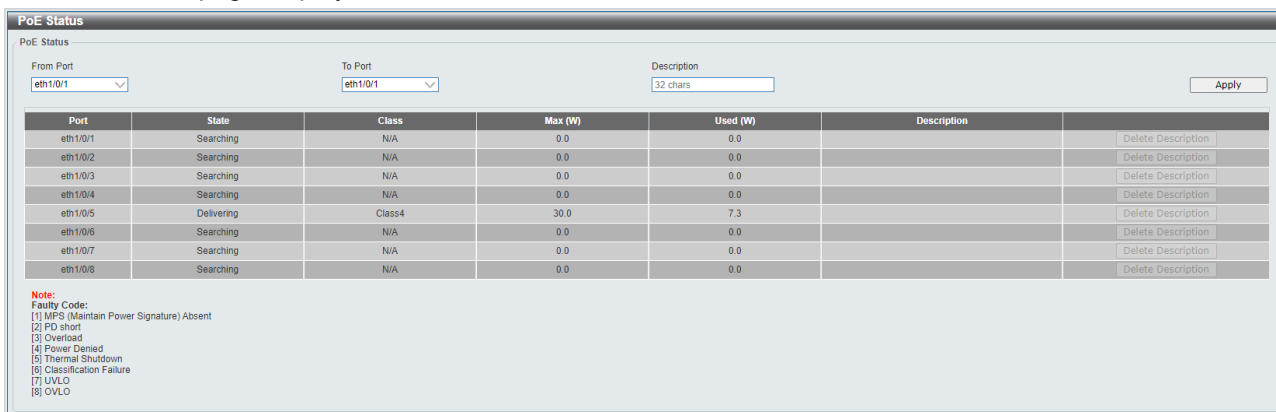 PoE Status
PoE Status
From Port To Port Description
eth1/0/1 eth1/0/1 32 chars Apply
Port State Class Max (W) Used (W) Description
eth1/0/1 Searching N/A 0.0 0.0 Delete Description
eth1/0/2 Searching N/A 0.0 0.0 Delete Description
eth1/0/3 Searching N/A 0.0 0.0 Delete Description
eth1/0/4 Searching N/A 0.0 0.0 Delete Description
eth1/0/5 Delivering Class4 30.0 7.3 Delete Description
eth1/0/6 Searching N/A 0.0 0.0 Delete Description
eth1/0/7 Searching N/A 0.0 0.0 Delete Description
eth1/0/8 Searching N/A 0.0 0.0 Delete Description
Note:
Faulty Code:
[1] MPS (Maintain Power Signature) Absent
[2] PD short
[3] Overload
[4] Power Denied
[5] Thermal Shutdown
[6] Classification Failure
[7] UVLO
[8] OVLO